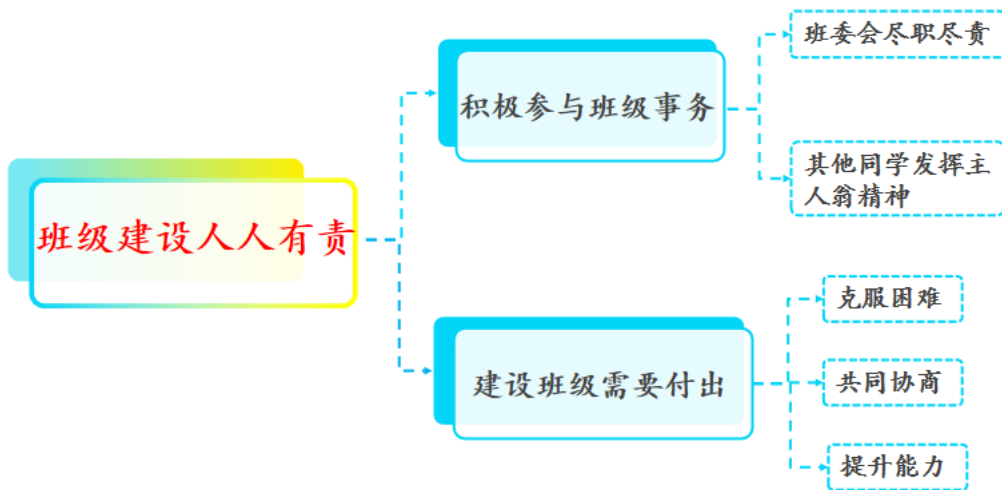 班级建设人人有责
积极参与班级事务
班委会尽职尽责
其他同学发挥主
人翁精神
建设班级需要付出
克服困难
共同协商
提升能力